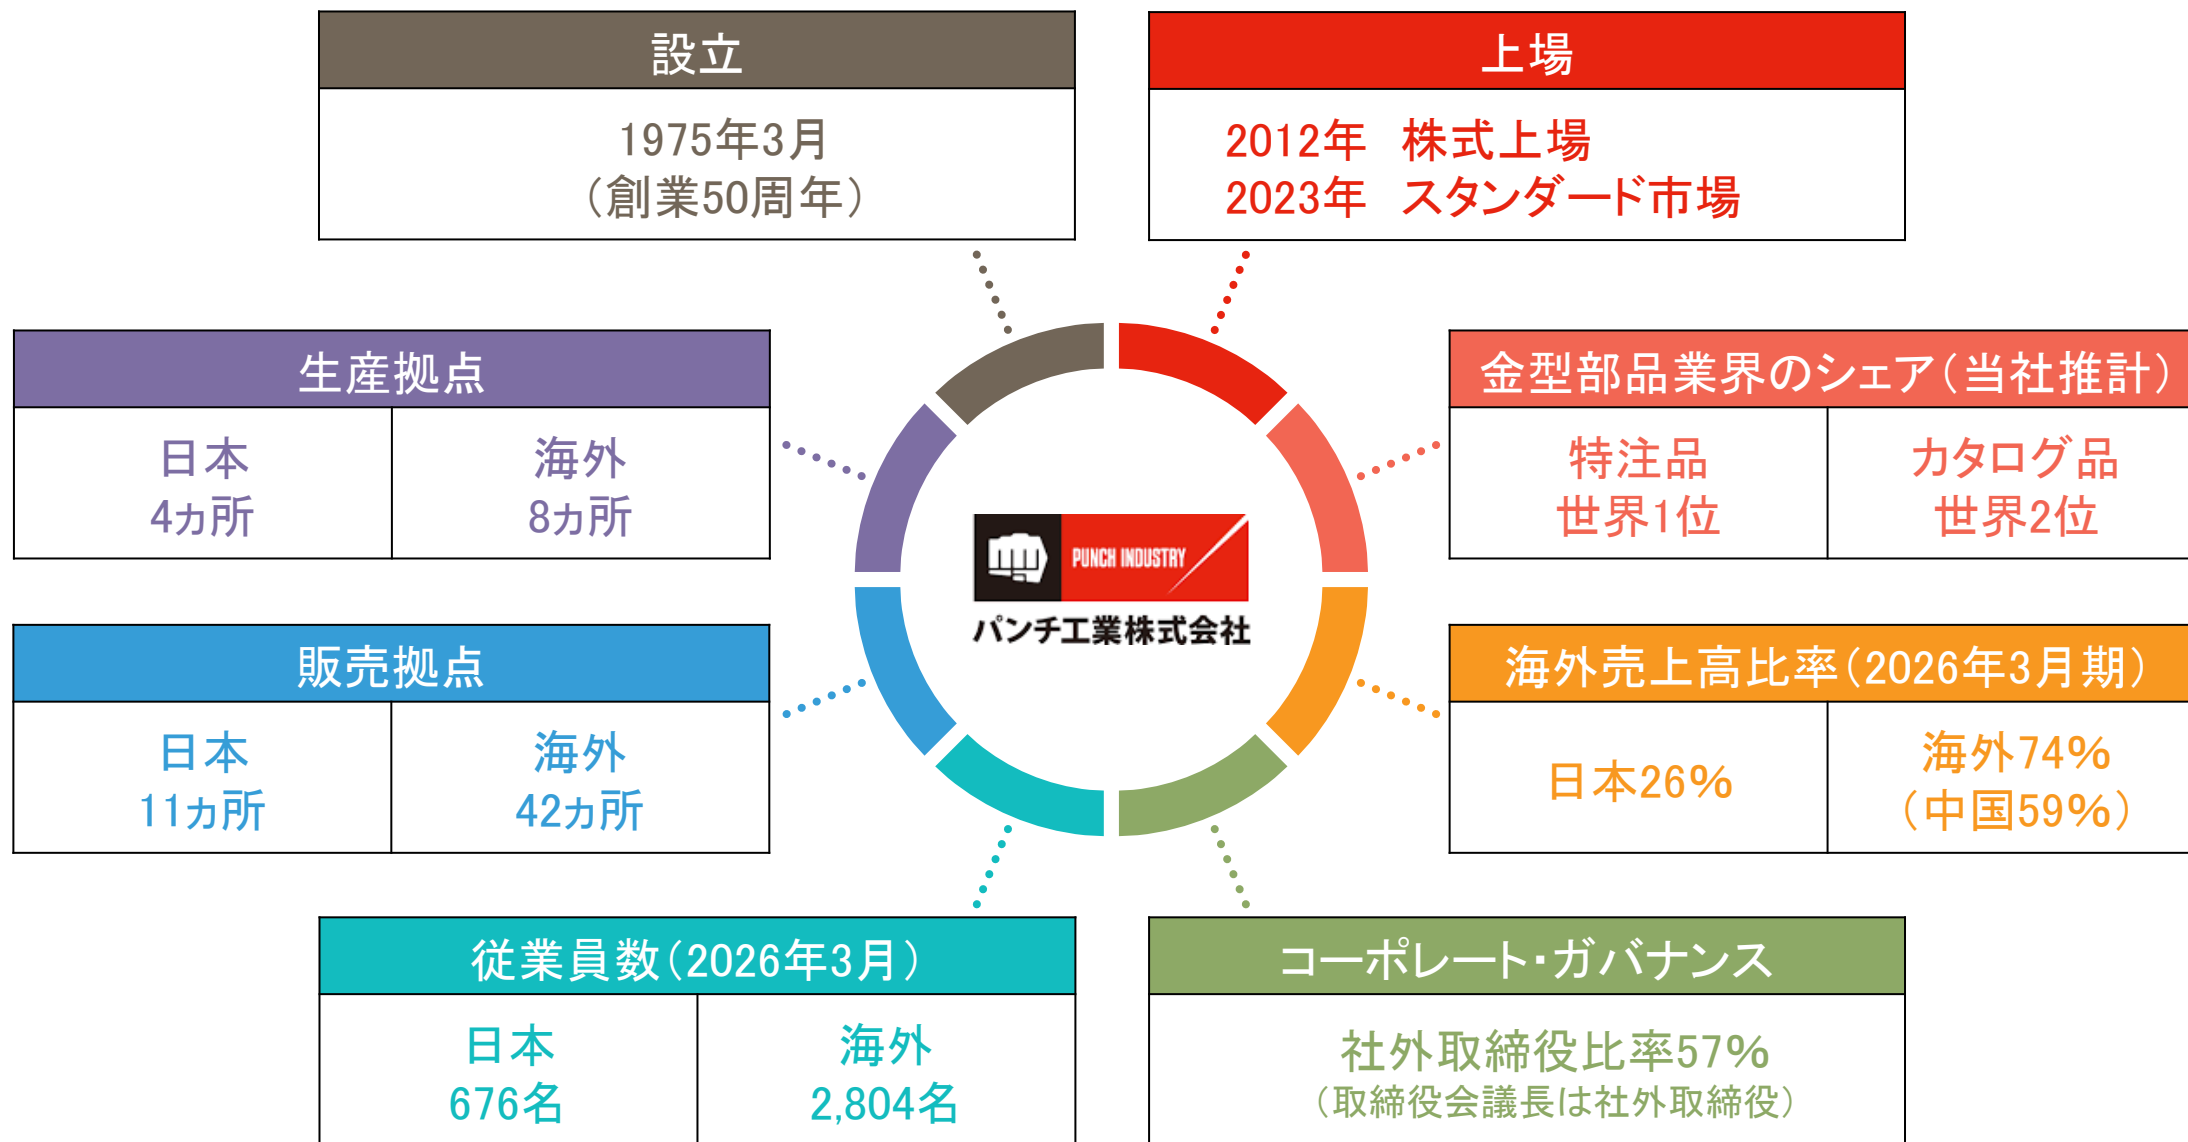 設立
1975年3月
（創業50周年）
上場
2012年　株式上場
2023年　スタンダード市場
生産拠点
日本
4ヵ所
海外
8ヵ所
金型部品業界のシェア（当社推計）
特注品
世界1位
カタログ品
世界2位
PUNCH INDUSTRY
パンチ工業株式会社
販売拠点
日本
11ヵ所
海外
42ヵ所
海外売上高比率（2026年3月期）
日本26%
海外74%
（中国59%）
従業員数（2026年3月）
日本
676名
海外
2,804名
コーポレート・ガバナンス
社外取締役比率57%
（取締役会議長は社外取締役）